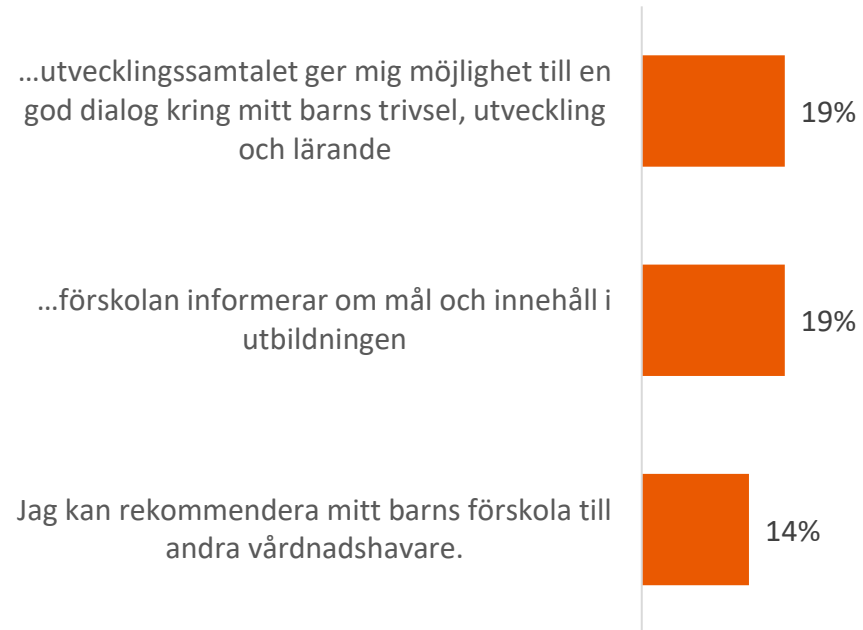 ...utvecklingssamtalet ger mig möjlighet till en
god dialog kring mitt barns trivsel, utveckling
och lärande
19%
...förskolan informerar om mål och innehåll i
utbildningen
19%
Jag kan rekommendera mitt barns förskola till
andra vårdnadshavare.
14%